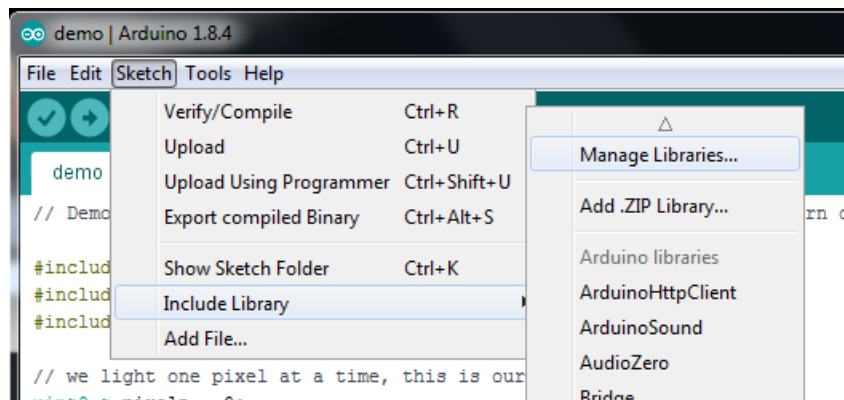 demo | Arduino 1.8.4
File Edit Sketch Tools Help
Verify/Compile Ctrl+R
Upload Ctrl+U
Upload Using Programmer Ctrl+Shift+U
Export compiled Binary Ctrl+Alt+S
Show Sketch Folder Ctrl+K
Include Library
Add File...
Manage Libraries...
Add .ZIP Library...
Arduino libraries
ArduinoHttpClient
ArduinoSound
AudioZero
Bridge
demo
// Demo
rn
#includ
#includ
#includ
// we light one pixel at a time, this is our